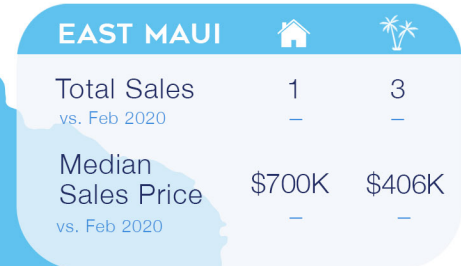 EAST MAUI
Total Sales 1 3
vs. Feb 2020 – –
Median
Sales Price $700K $406K
vs. Feb 2020 – –